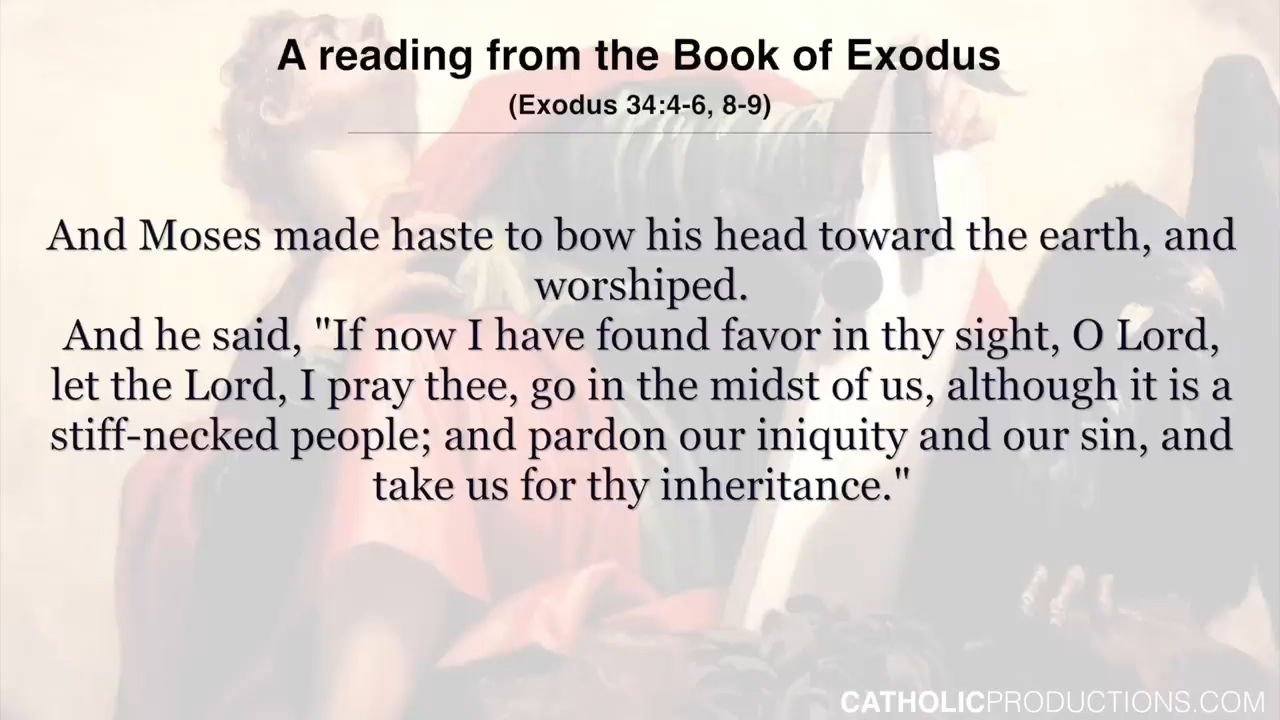 A reading from the Book of Exodus
(Exodus 34:4-6, 8-9)
And Moses made haste to bow his head toward the earth, and
worshiped.
And he said, "If now I have found favor in thy sight, O Lord,
let the Lord, I pray thee, go in the midst of us, although it is a
stiff-necked people; and pardon our iniquity and our sin, and
take us for thy inheritance."
CATHOLICPRODUCTIONS.COM